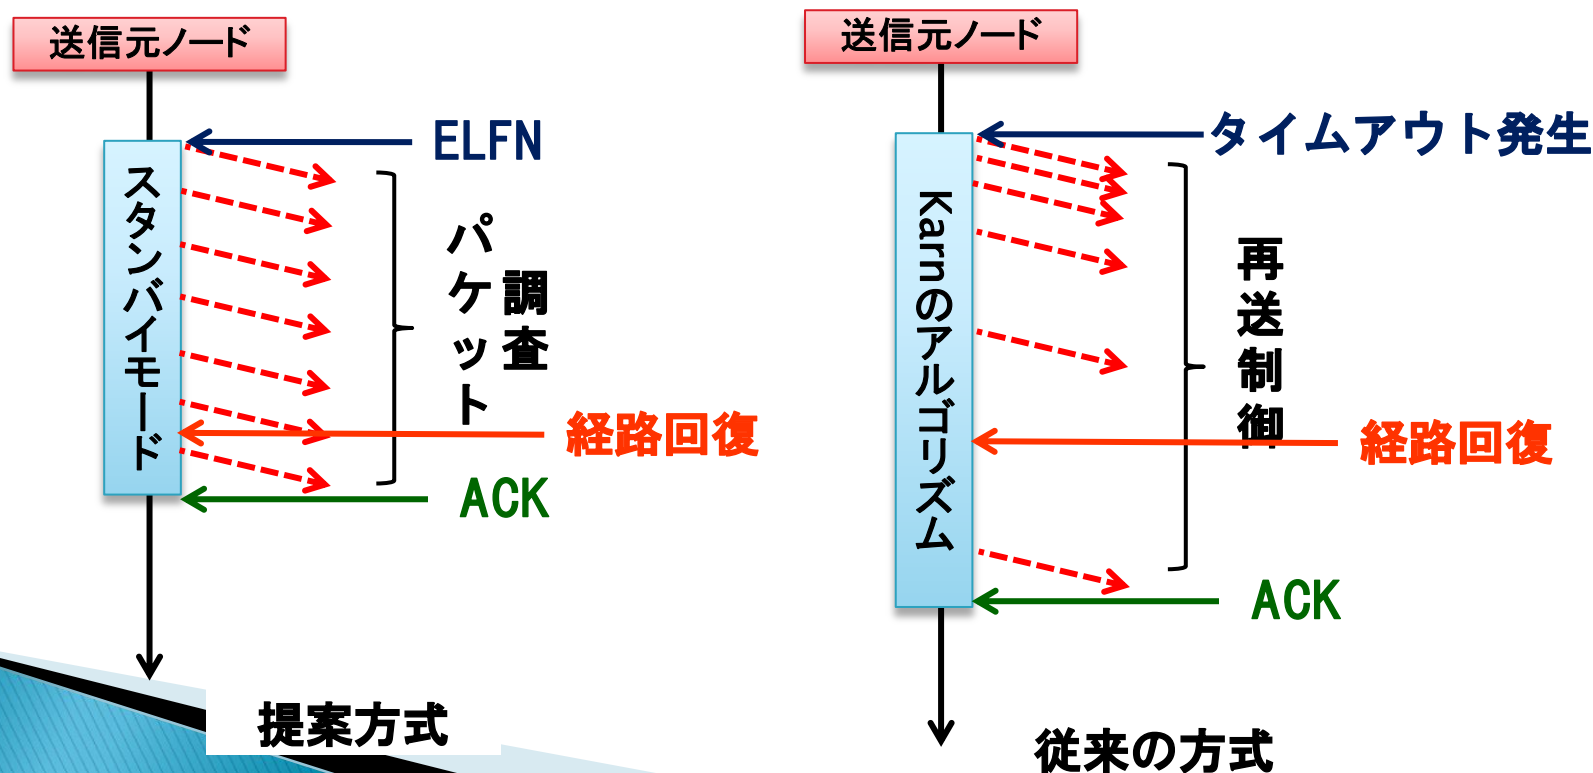 送信元ノード
ELFN
スタンバイモード
パケット
調査
経路回復
ACK
提案方式
送信元ノード
タイムアウト発生
Karnのアルゴリズム
再送制御
経路回復
ACK
従来の方式